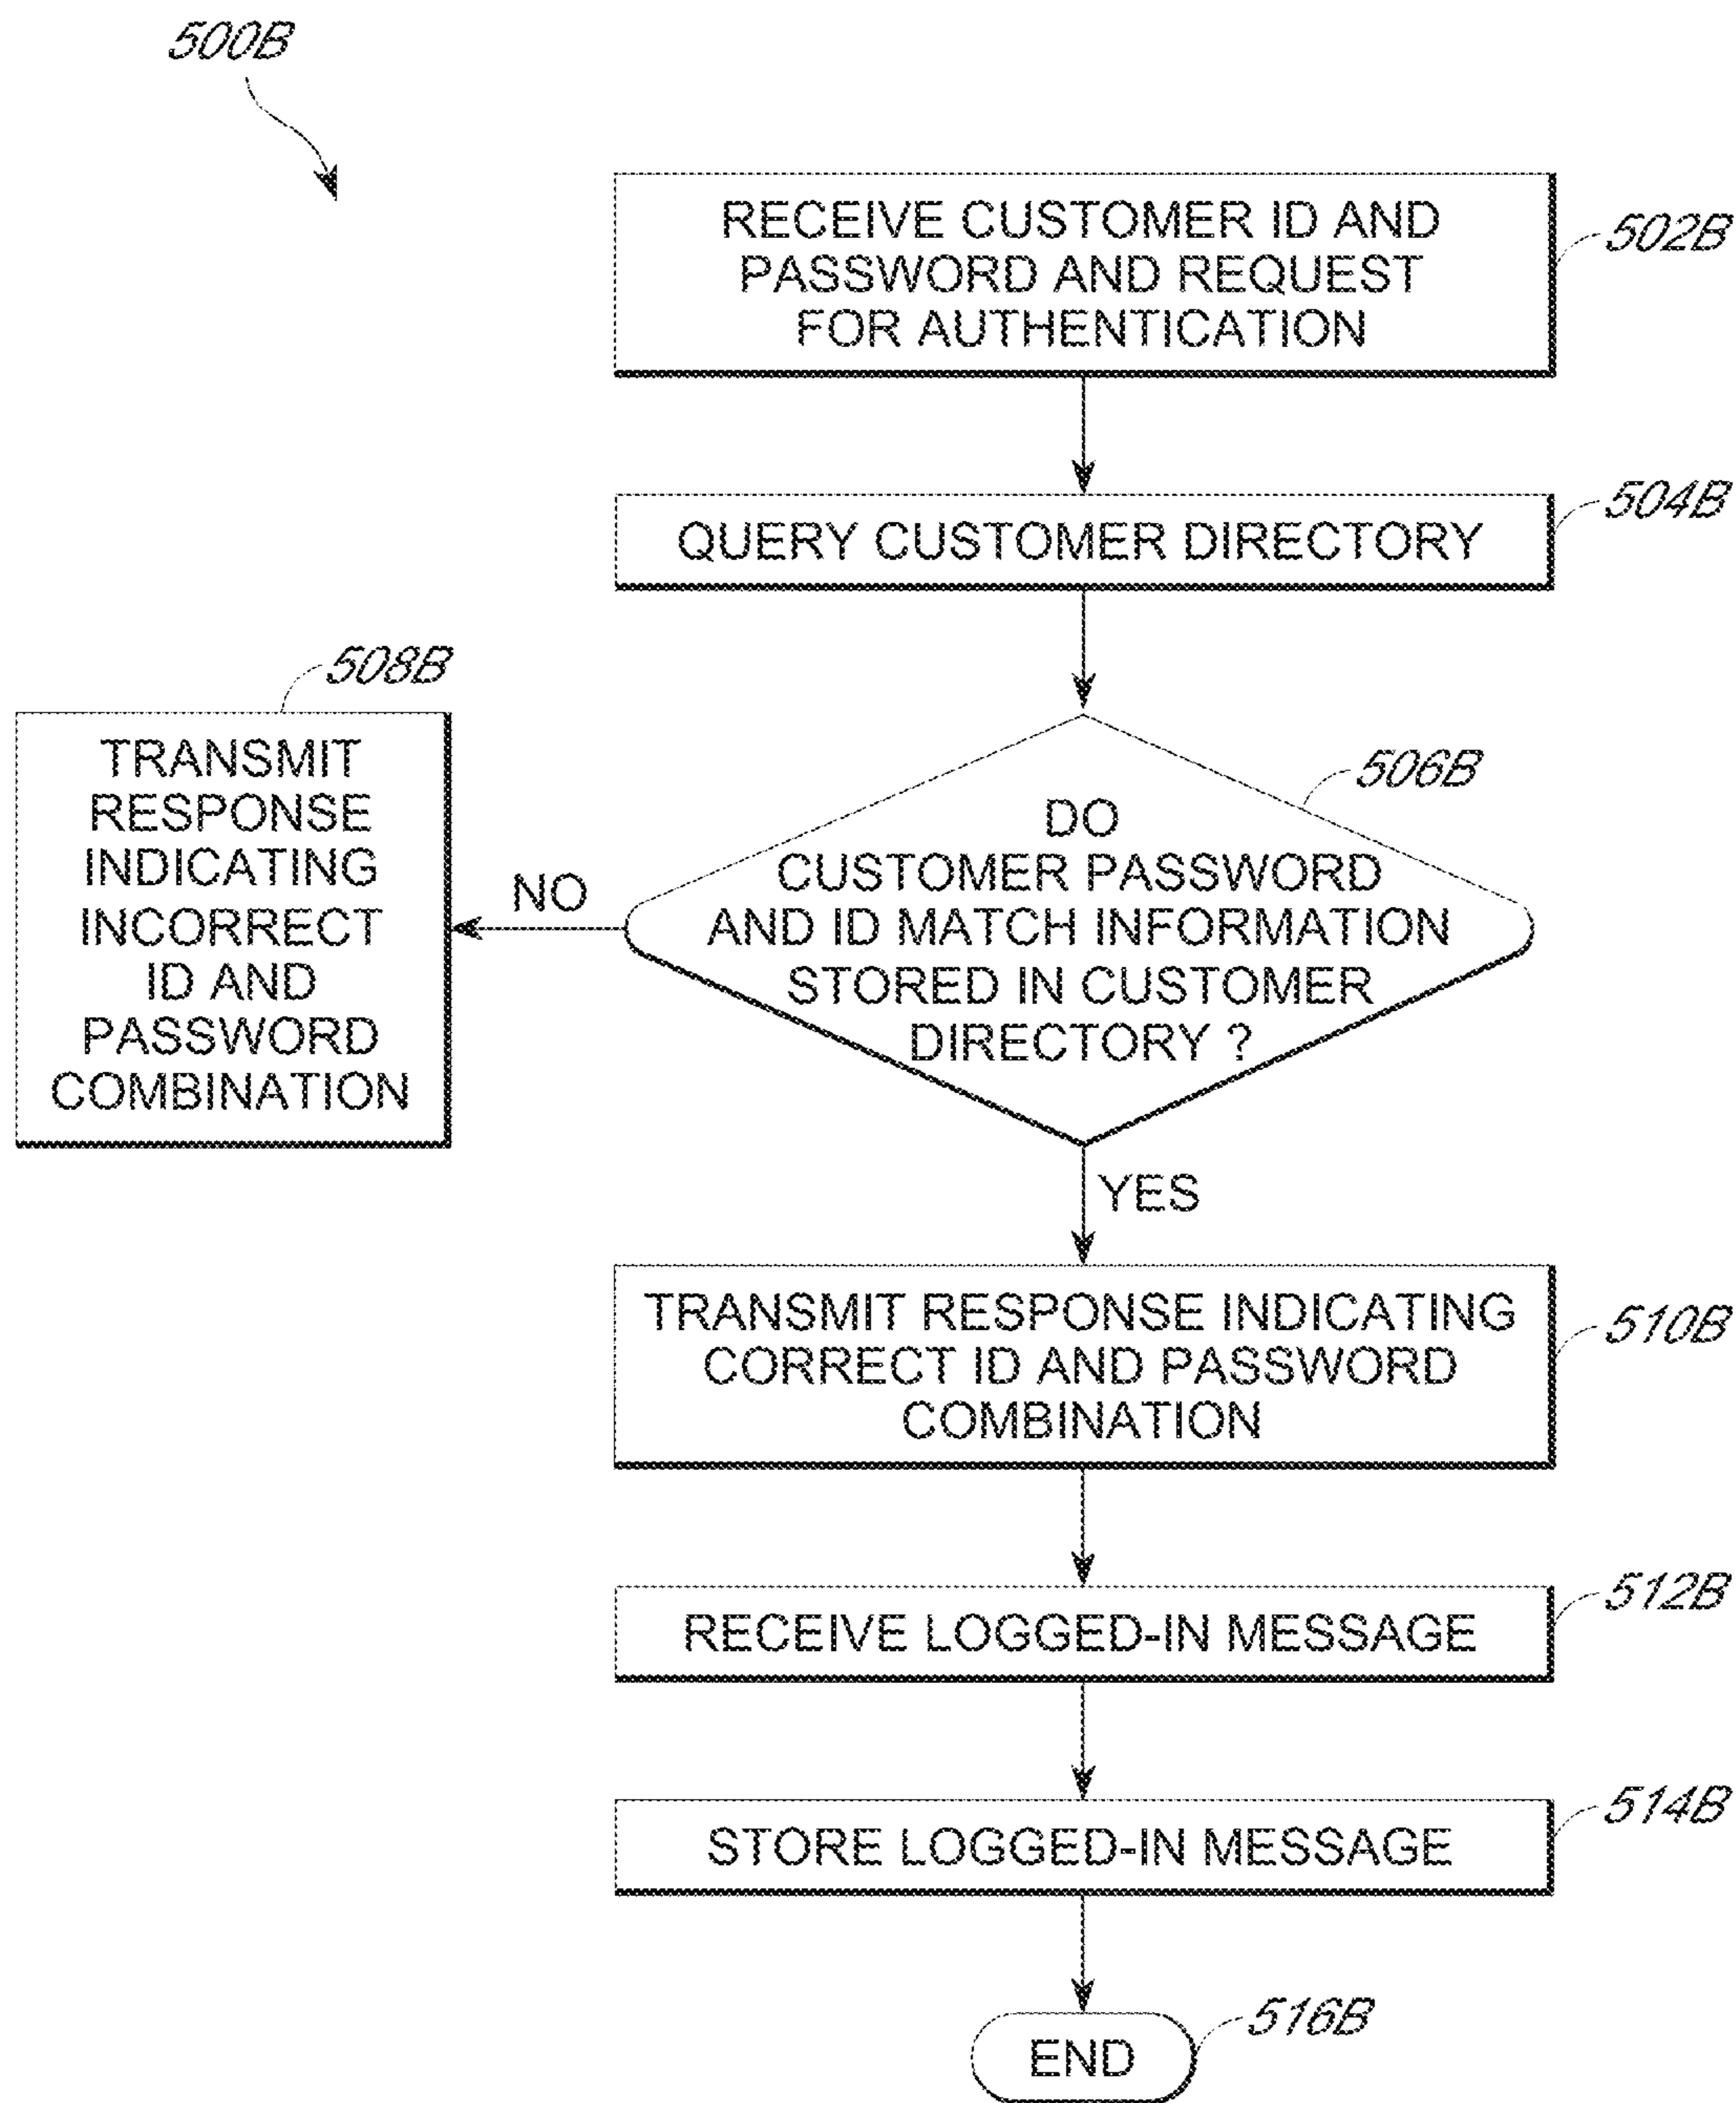 500B
RECEIVE CUSTOMER ID AND
PASSWORD AND REQUEST
FOR AUTHENTICATION
502B
QUERY CUSTOMER DIRECTORY
504B
508B
TRANSMIT
RESPONSE
INDICATING
INCORRECT
ID AND
PASSWORD
COMBINATION
NO
506B
DO
CUSTOMER PASSWORD
AND ID MATCH INFORMATION
STORED IN CUSTOMER
DIRECTORY ?
YES
TRANSMIT RESPONSE INDICATING
CORRECT ID AND PASSWORD
COMBINATION
510B
RECEIVE LOGGED-IN MESSAGE
512B
STORE LOGGED-IN MESSAGE
514B
END
516B